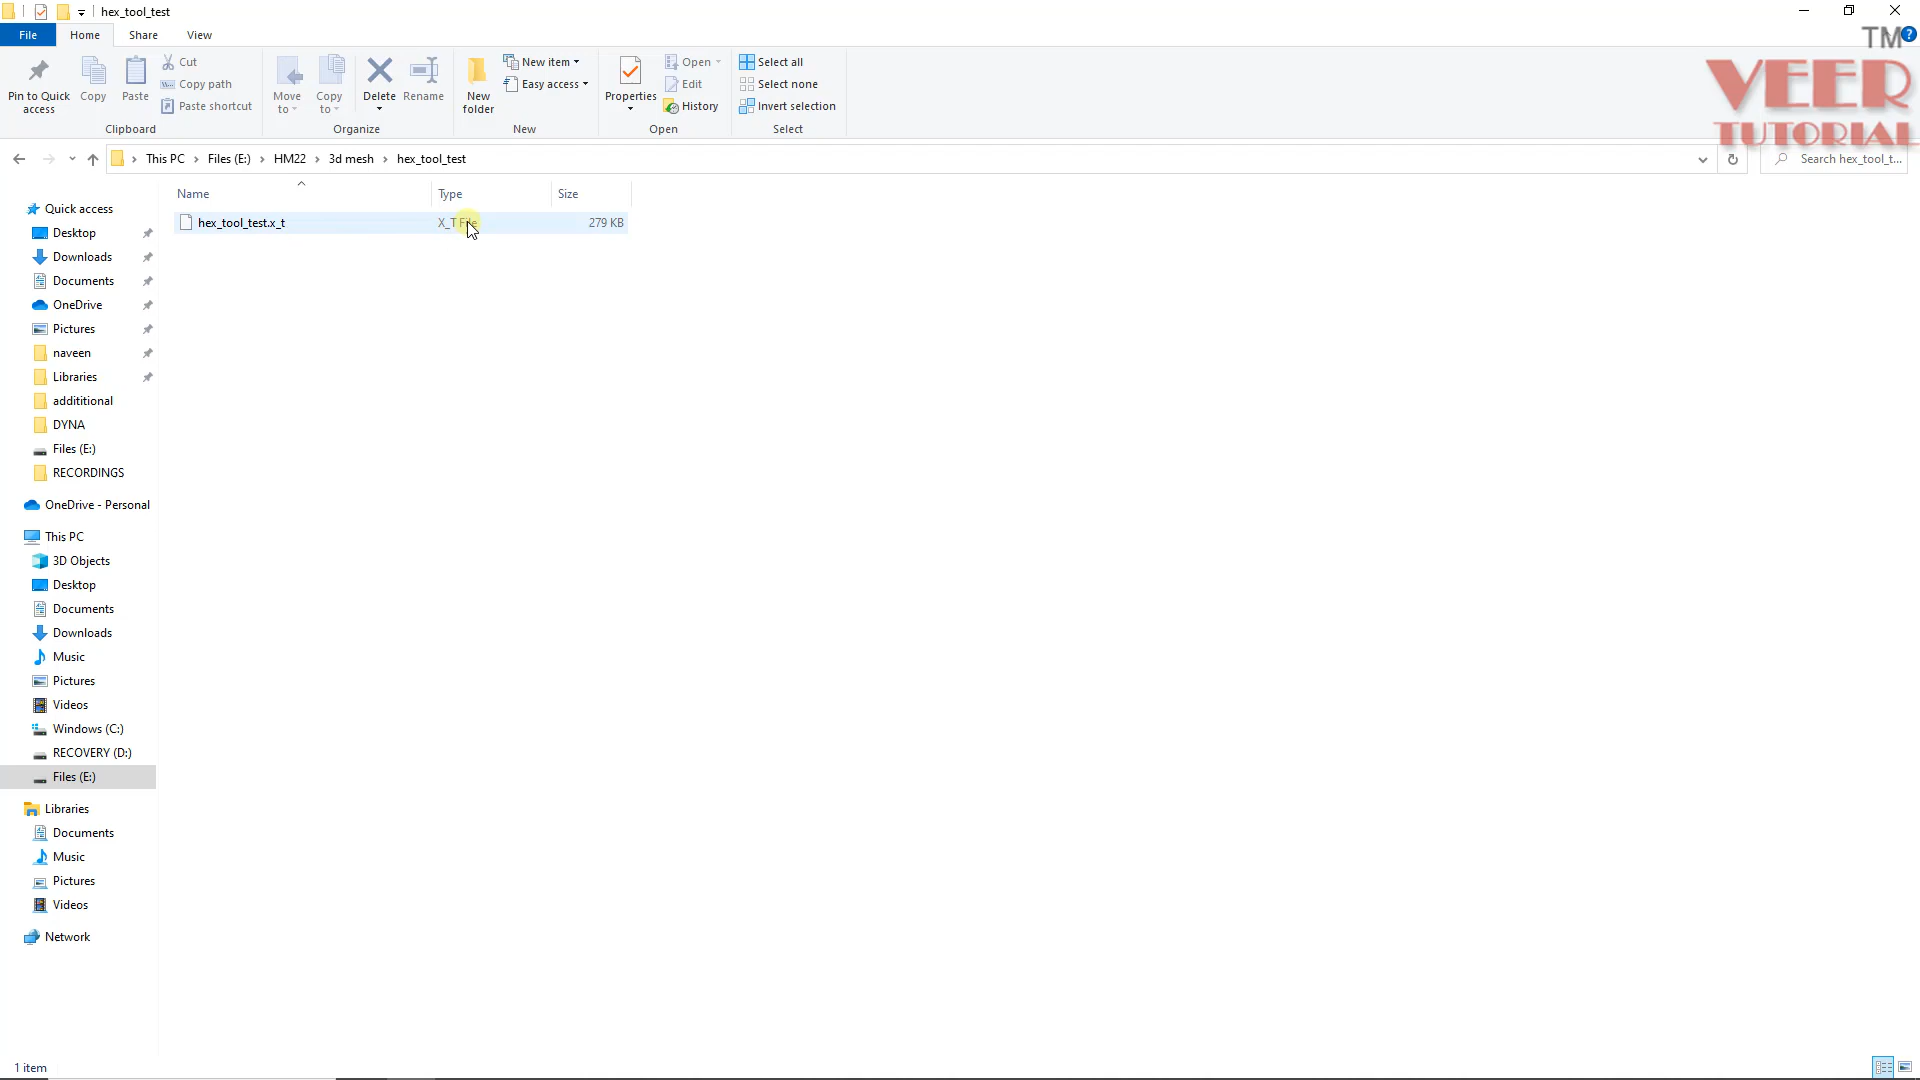 hex_tool_test
File
Home
Share
View
TM
VEER
TUTORIAL
Pin to Quick access
Copy
Paste
Cut
Copy path
Paste shortcut
Clipboard
Move to
Copy to
Delete
Rename
Organize
New folder
New item
Easy access
New
Properties
Open
Edit
History
Open
Select all
Select none
Invert selection
Select
This PC
Files (E:)
HM22
3d mesh
hex_tool_test
Search hex_tool_t...
Name
Type
Size
hex_tool_test.x_t
X_T File
279 KB
Quick access
Desktop
Downloads
Documents
OneDrive
Pictures
naveen
Libraries
addititional
DYNA
Files (E:)
RECORDINGS
OneDrive - Personal
This PC
3D Objects
Desktop
Documents
Downloads
Music
Pictures
Videos
Windows (C:)
RECOVERY (D:)
Files (E:)
Libraries
Documents
Music
Pictures
Videos
Network
1 item